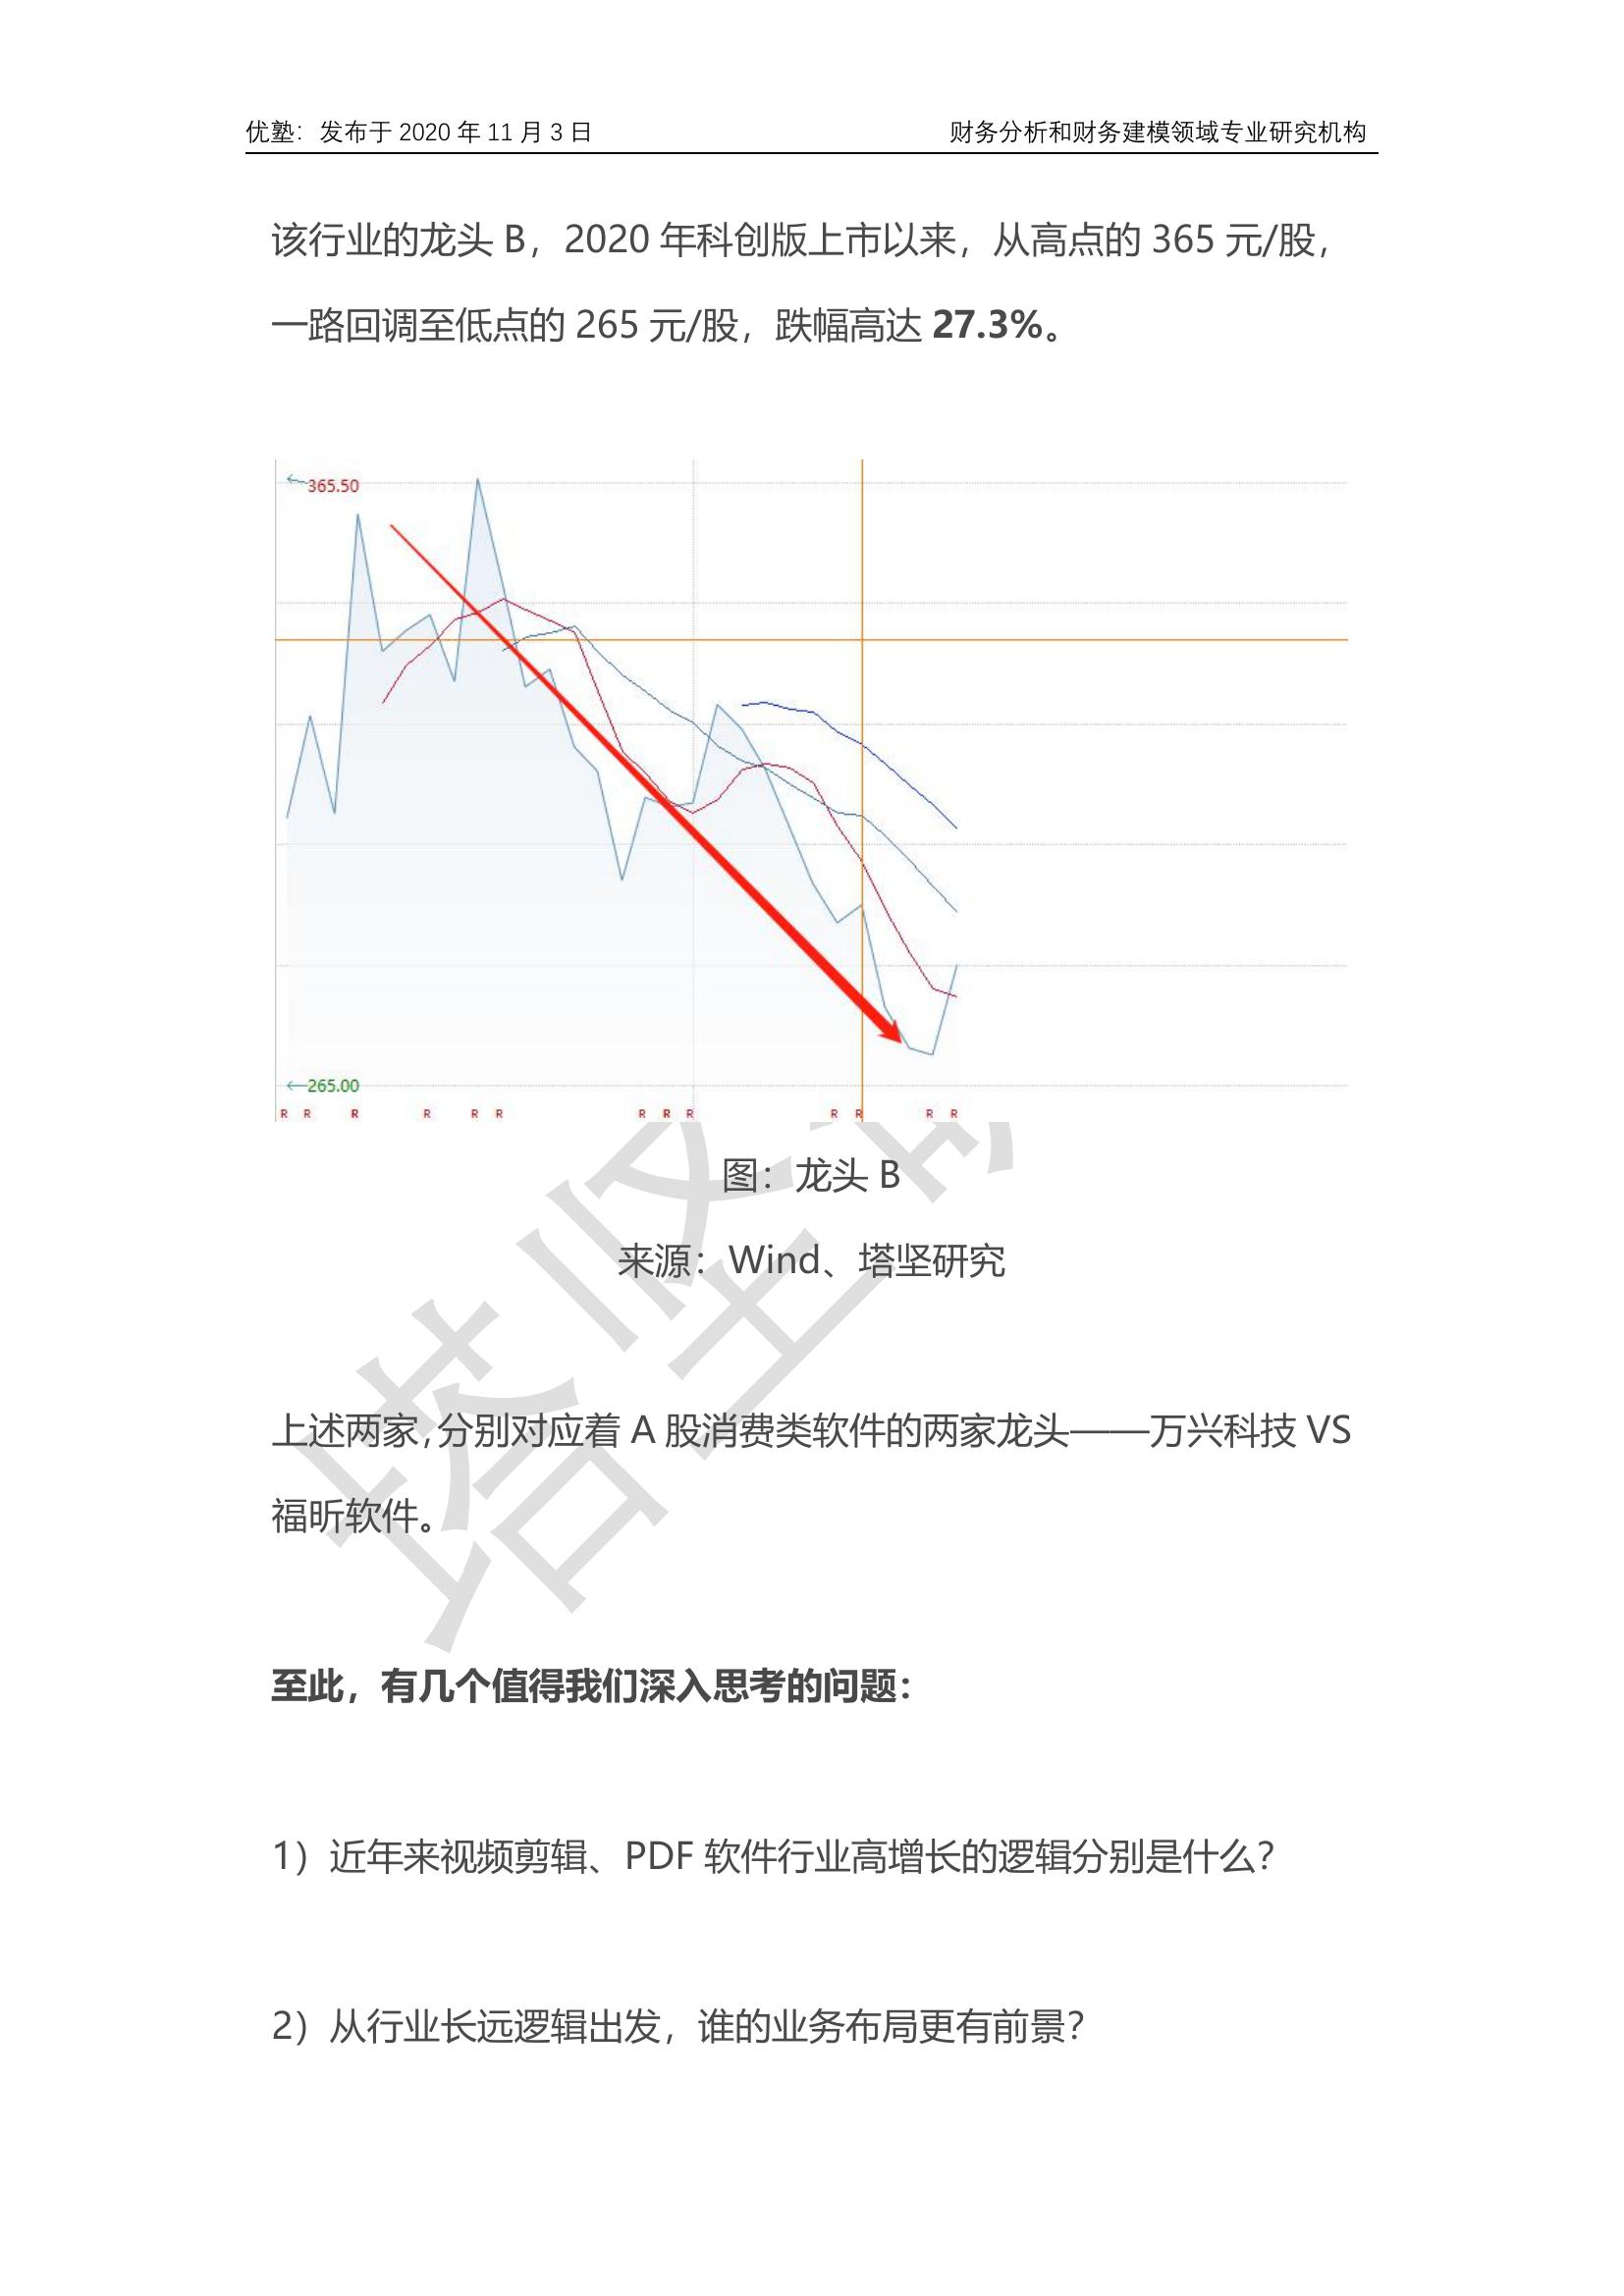 优塾：发布于 2020 年 11 月 3 日 财务分析和财务建模领域专业研究机构
该行业的龙头 B，2020 年科创版上市以来，从高点的 365 元/股，
一路回调至低点的 265 元/股，跌幅高达 27.3%。
365.50
265.00
R R R R R R R R R R R R R
图：龙头 B
来源：Wind、塔坚研究
上述两家，分别对应着 A 股消费类软件的两家龙头——万兴科技 VS
福昕软件。
至此，有几个值得我们深入思考的问题：
1）近年来视频剪辑、PDF 软件行业高增长的逻辑分别是什么？
2）从行业长远逻辑出发，谁的业务布局更有前景？
塔坚